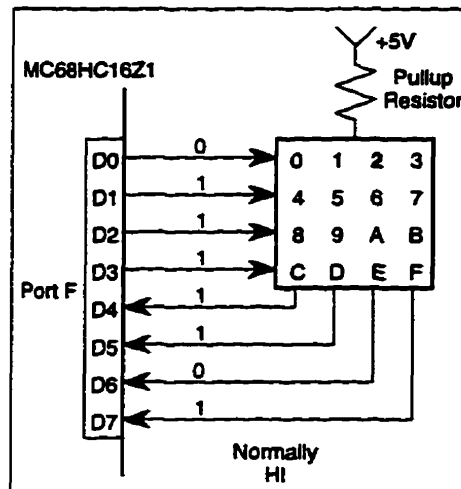 +5V
MC68HC16Z1
Pullup
Resistor
D0 0 0 1 2 3
D1 1 4 5 6 7
D2 1 8 9 A B
D3 1 C D E F
Port F
D4 1
D5 1
D6 0
D7 1
Normally
HI